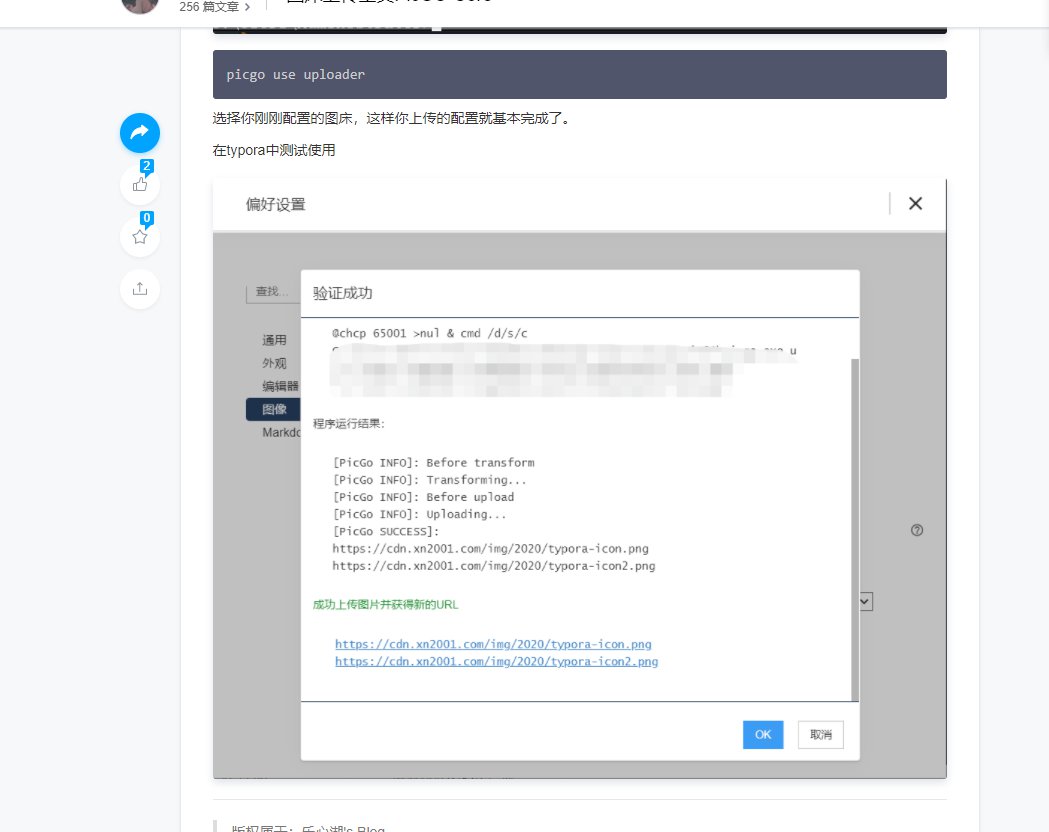 256 篇文章 >
picgo use uploader
选择你刚刚配置的图床，这样你上传的配置就基本完成了。
在typora中测试使用
2
0
偏好设置
查找...
通用
外观
编辑器
图像
Markdo
验证成功
@chcp 65001 >nul & cmd /d/s/c
u
程序运行结果:
[PicGo INFO]: Before transform
[PicGo INFO]: Transforming...
[PicGo INFO]: Before upload
[PicGo INFO]: Uploading...
[PicGo SUCCESS]:
https://cdn.xn2001.com/img/2020/typora-icon.png
https://cdn.xn2001.com/img/2020/typora-icon2.png
成功上传图片并获得新的URL
https://cdn.xn2001.com/img/2020/typora-icon.png
https://cdn.xn2001.com/img/2020/typora-icon2.png
OK
取消
版权属于：乐心湖's Blog